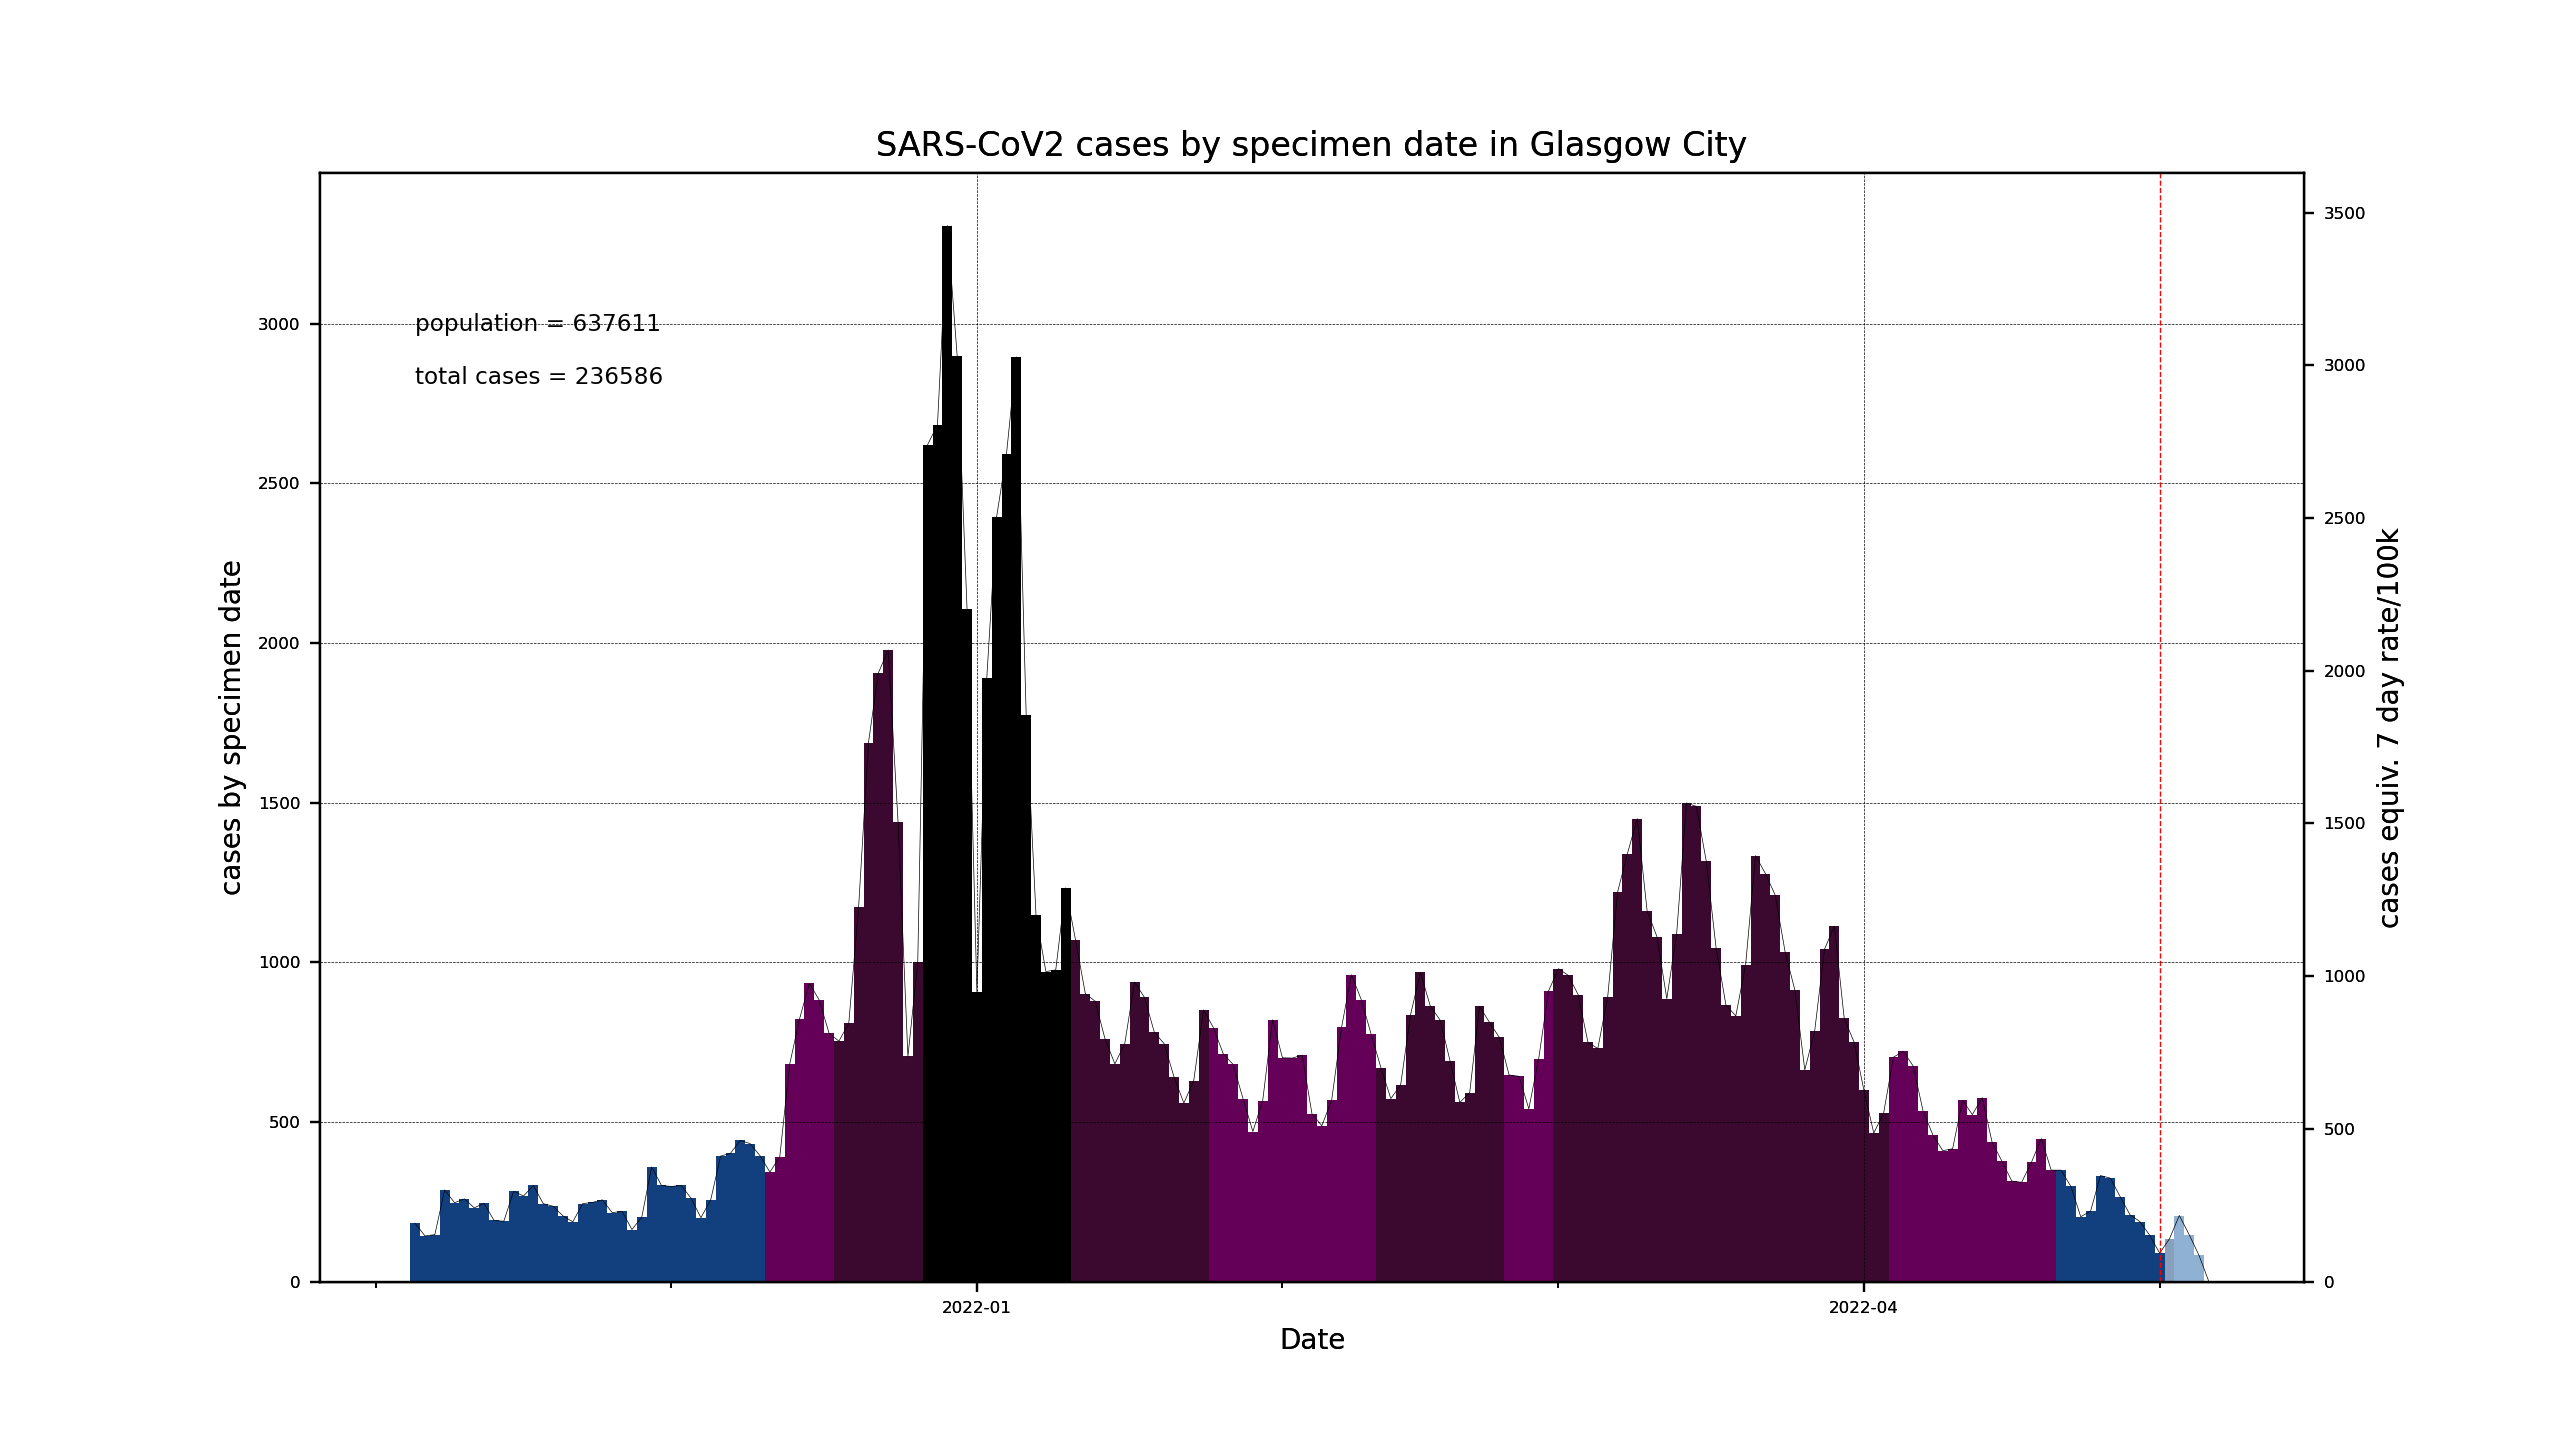 SARS-CoV2 cases by specimen date in Glasgow City
population = 637611
total cases = 236586
cases by specimen date
3000
2500
2000
1500
1000
500
0
3500
3000
2500
2000
1500
1000
500
0
cases equiv. 7 day rate/100k
2022-01
2022-04
Date